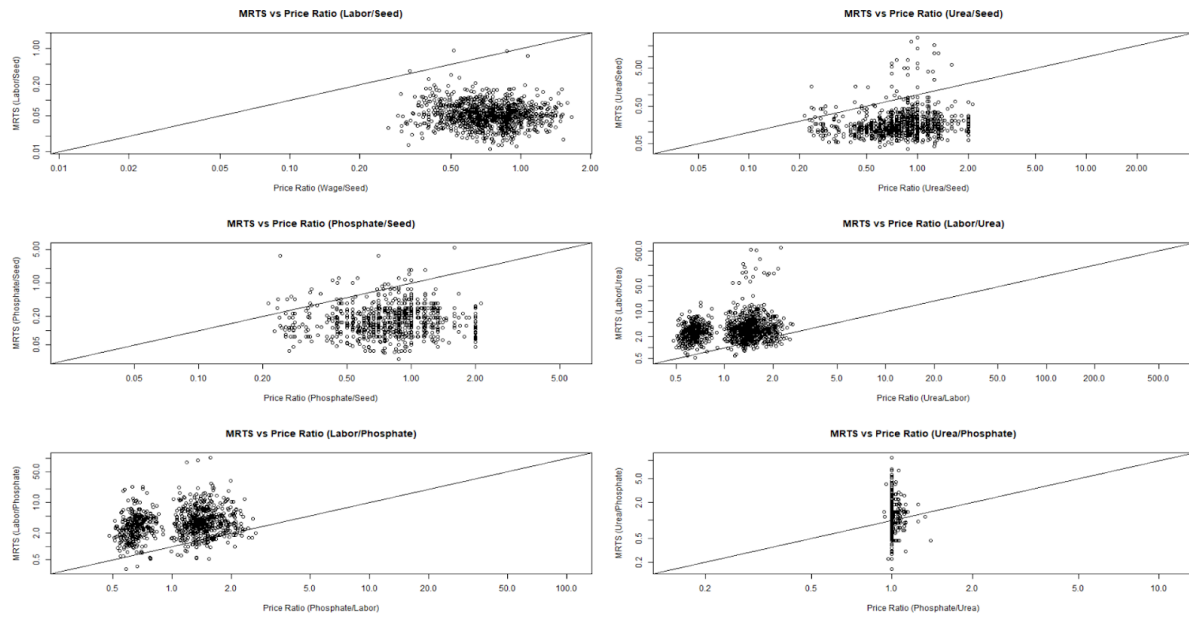 MRTS vs Price Ratio (Labor/Seed)
MRTS (Labor/Seed)
1.00
0.20
0.05
0.01
0.01 0.02 0.05 0.10 0.20 0.50 1.00 2.00
Price Ratio (Wage/Seed)
MRTS vs Price Ratio (Urea/Seed)
MRTS (Urea/Seed)
5.00
0.50
0.05
0.05 0.20 0.50 1.00 2.00 5.00 20.00
Price Ratio (Urea/Seed)
MRTS vs Price Ratio (Phosphate/Seed)
MRTS (Phosphate/Seed)
5.00
1.00
0.20
0.05
0.05 0.10 0.20 0.50 1.00 2.00 5.00
Price Ratio (Phosphate/Seed)
MRTS vs Price Ratio (Labor/Urea)
MRTS (Labor/Urea)
500.0
50.0
10.0
2.0
0.5
0.5 1.0 2.0 5.0 10.0 20.0 50.0 100.0 200.0 500.0
Price Ratio (Urea/Labor)
MRTS vs Price Ratio (Labor/Phosphate)
MRTS (Labor/Phosphate)
50.0
10.0
2.0
0.5
0.5 1.0 2.0 5.0 10.0 20.0 50.0 100.0
Price Ratio (Phosphate/Labor)
MRTS vs Price Ratio (Urea/Phosphate)
MRTS (Urea/Phosphate)
5.0
2.0
0.5
0.2
0.2 0.5 1.0 2.0 5.0 10.0
Price Ratio (Phosphate/Urea)